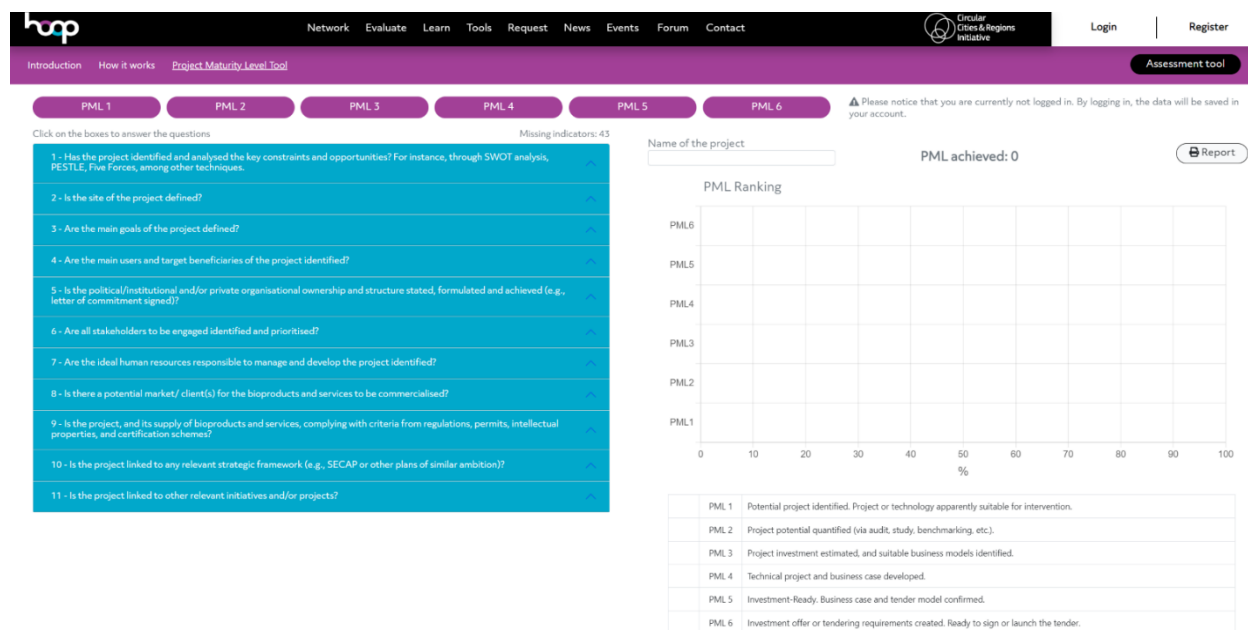 hoop
Network Evaluate Learn Tools Request News Events Forum Contact
Circular
Cities & Regions
Initiative
Login
Register
Introduction How it works Project Maturity Level Tool
Assessment tool
PML 1 PML 2 PML 3 PML 4 PML 5 PML 6
Please notice that you are currently not logged in. By logging in, the data will be saved in
your account.
Click on the boxes to answer the questions
Missing indicators: 43
1 - Has the project identified and analysed the key constraints and opportunities? For instance, through SWOT analysis,
PESTLE, Five Forces, among other techniques.
2 - Is the site of the project defined?
3 - Are the main goals of the project defined?
4 - Are the main users and target beneficiaries of the project identified?
5 - Is the political/institutional and/or private organisational ownership and structure stated, formulated and achieved (e.g.,
letter of commitment signed)?
6 - Are all stakeholders to be engaged identified and prioritised?
7 - Are the ideal human resources responsible to manage and develop the project identified?
8 - Is there a potential market/ client(s) for the bioproducts and services to be commercialised?
9 - Is the project, and its supply of bioproducts and services, complying with criteria from regulations, permits, intellectual
properties, and certification schemes?
10 - Is the project linked to any relevant strategic framework (e.g., SECAP or other plans of similar ambition)?
11 - Is the project linked to other relevant initiatives and/or projects?
Name of the project
PML achieved: 0
Report
PML Ranking
PML6
PML5
PML4
PML3
PML2
PML1
0 10 20 30 40 50 60 70 80 90 100
%
PML 1 Potential project identified. Project or technology apparently suitable for intervention.
PML 2 Project potential quantified (via audit, study, benchmarking, etc.).
PML 3 Project investment estimated, and suitable business models identified.
PML 4 Technical project and business case developed.
PML 5 Investment-Ready. Business case and tender model confirmed.
PML 6 Investment offer or tendering requirements created. Ready to sign or launch the tender.